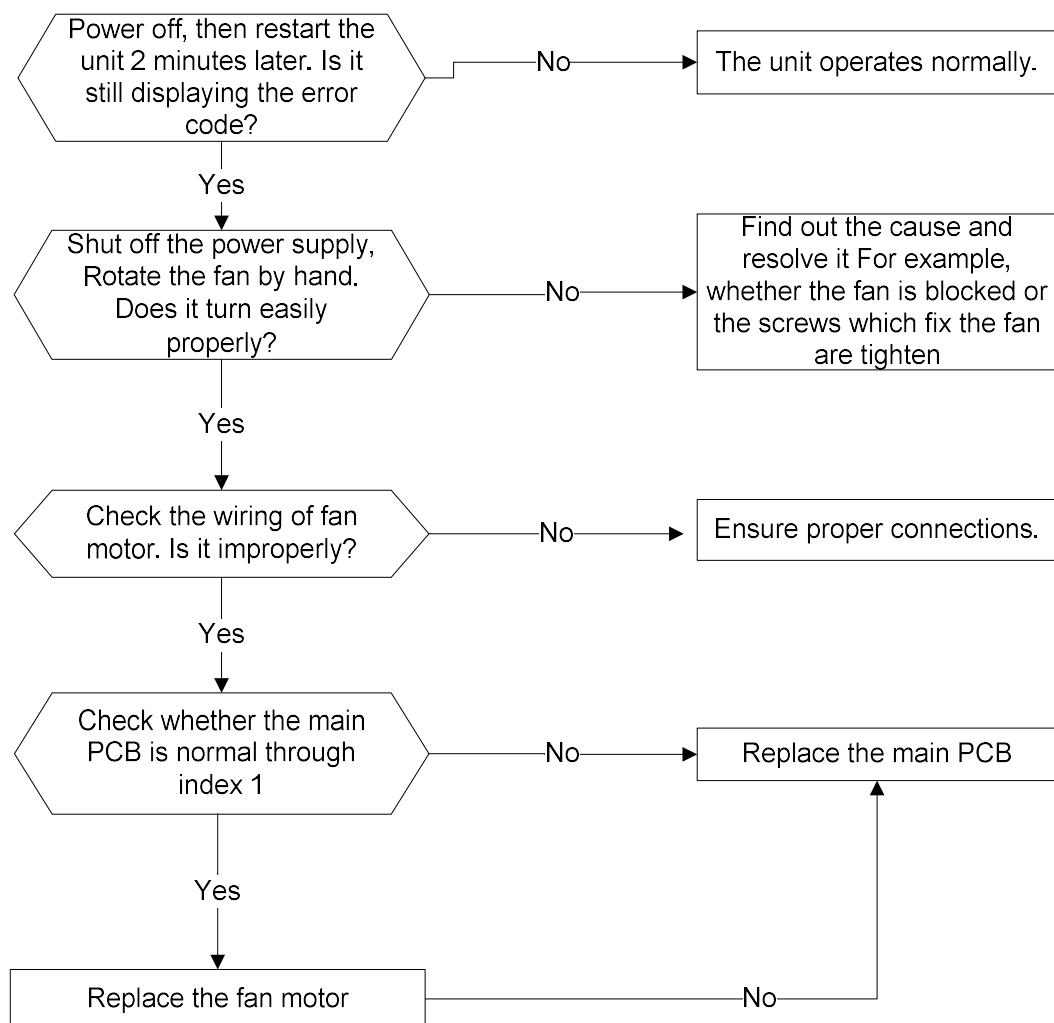 Power off, then restart the
unit 2 minutes later. Is it
still displaying the error
code?
No
The unit operates normally.
Yes
Shut off the power supply,
Rotate the fan by hand.
Does it turn easily
properly?
No
Find out the cause and
resolve it For example,
whether the fan is blocked or
the screws which fix the fan
are tighten
Yes
Check the wiring of fan
motor. Is it improperly?
No
Ensure proper connections.
Yes
Check whether the main
PCB is normal through
index 1
No
Replace the main PCB
Yes
Replace the fan motor
No